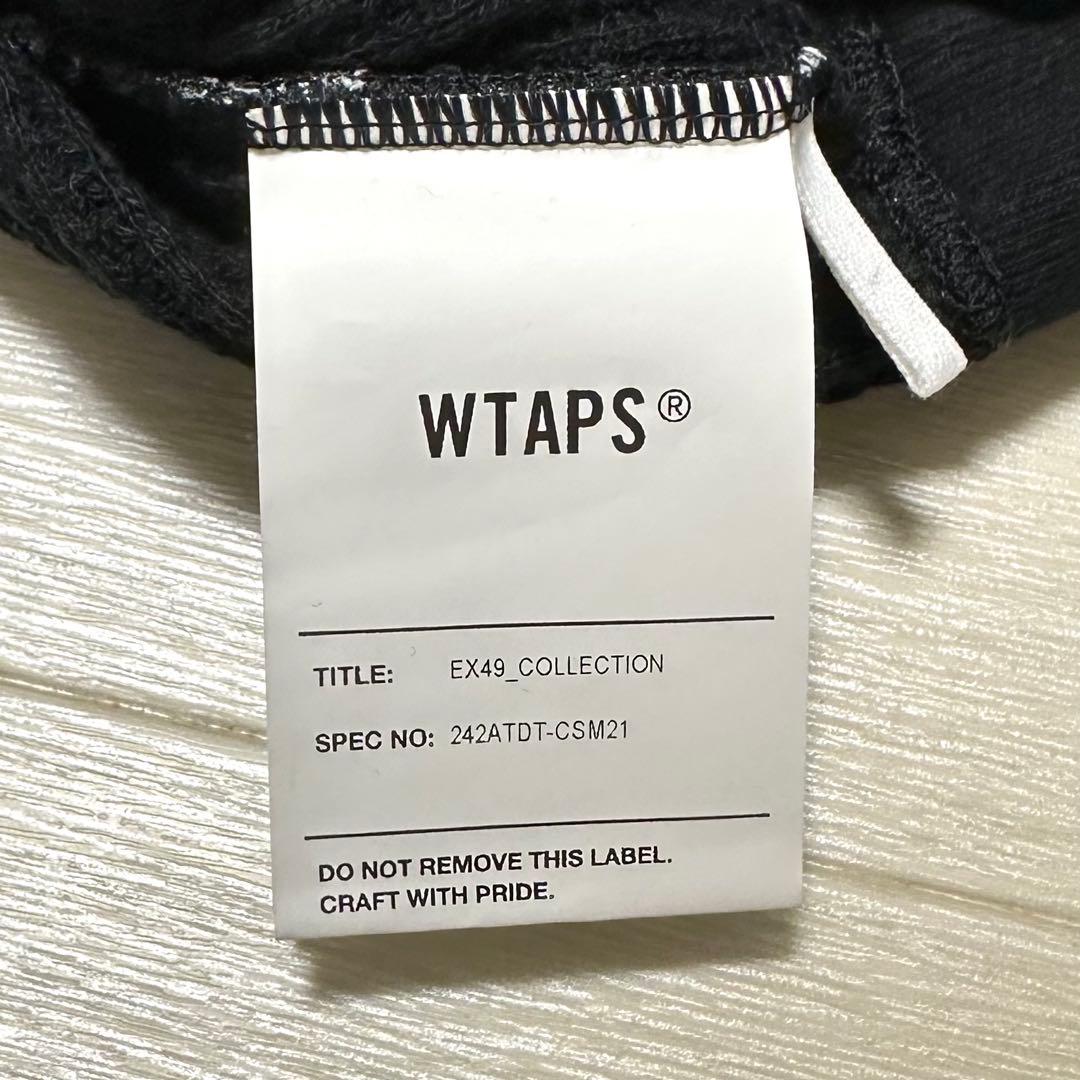 WTAPS®
TITLE: EX49_COLLECTION
SPEC NO: 242ATDT-CSM21
DO NOT REMOVE THIS LABEL.
CRAFT WITH PRIDE.